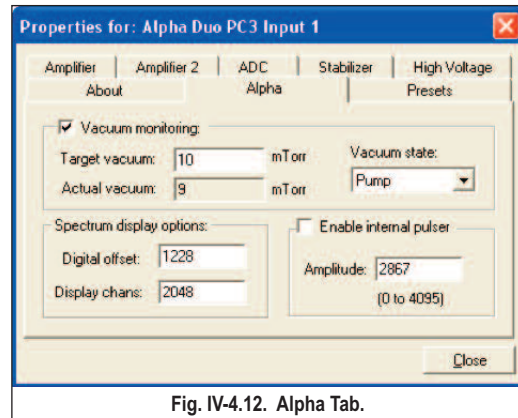 Properties for: Alpha Duo PC3 Input 1
Amplifier Amplifier 2 ADC Stabilizer High Voltage
About Alpha Presets
Vacuum monitoring:
Target vacuum: 10 mTorr Vacuum state:
Actual vacuum: 9 mTorr Pump
Spectrum display options: Enable internal pulser
Digital offset: 1228
Amplitude: 2867
Display chans: 2048
(0 to 4095)
Close
Fig. IV-4.12. Alpha Tab.